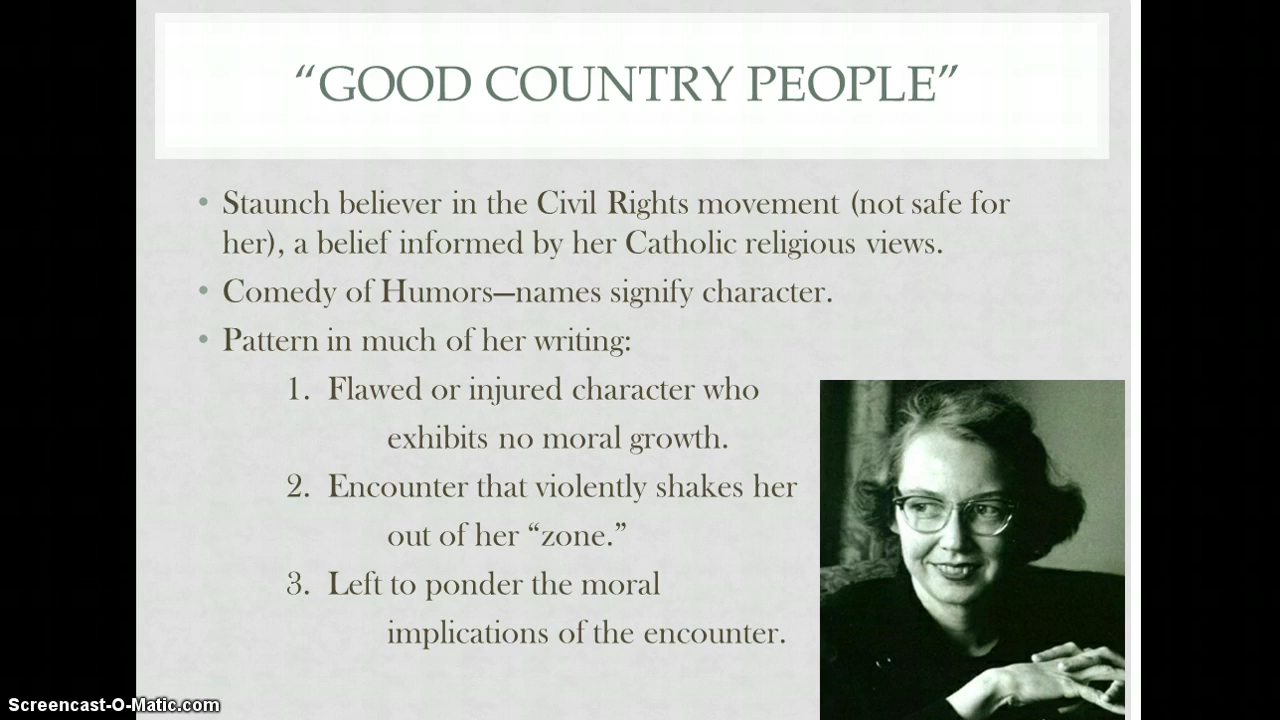 “GOOD COUNTRY PEOPLE”
• Staunch believer in the Civil Rights movement (not safe for
her), a belief informed by her Catholic religious views.
• Comedy of Humors—names signify character.
• Pattern in much of her writing:
1. Flawed or injured character who
exhibits no moral growth.
2. Encounter that violently shakes her
out of her “zone.”
3. Left to ponder the moral
implications of the encounter.
Screencast-O-Matic.com